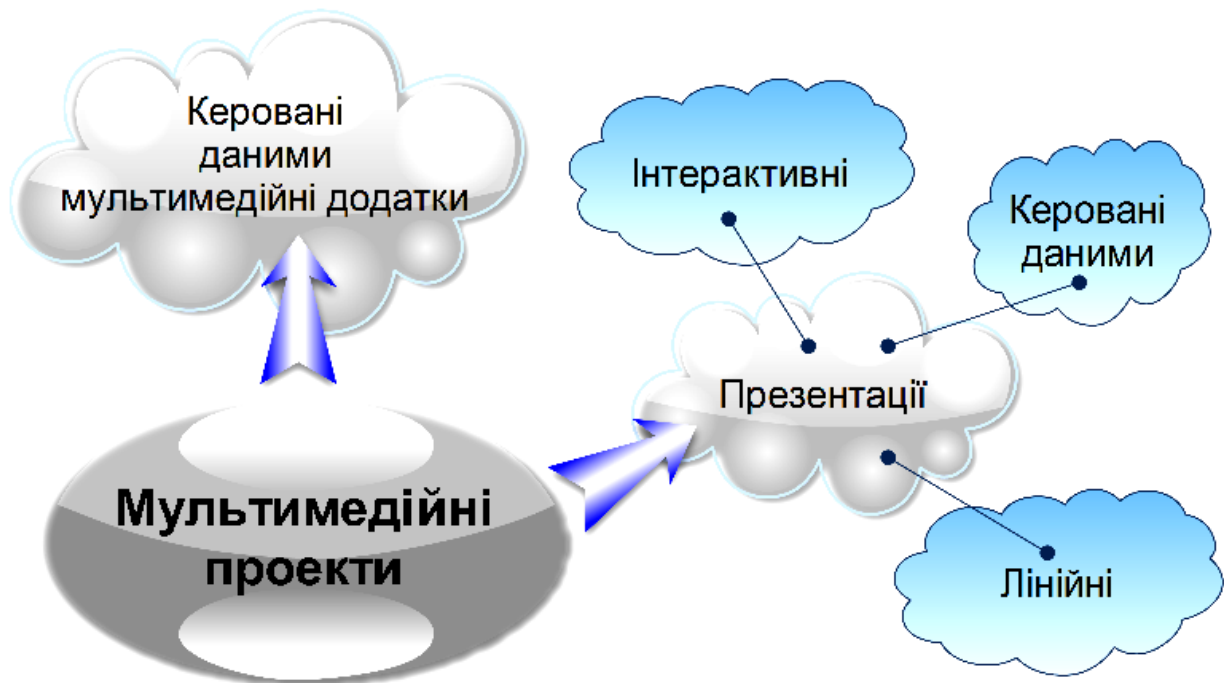 Керовані
даними
мультимедійні додатки
Інтерактивні
Керовані
даними
Презентації
Мультимедійні
проекти
Лінійні